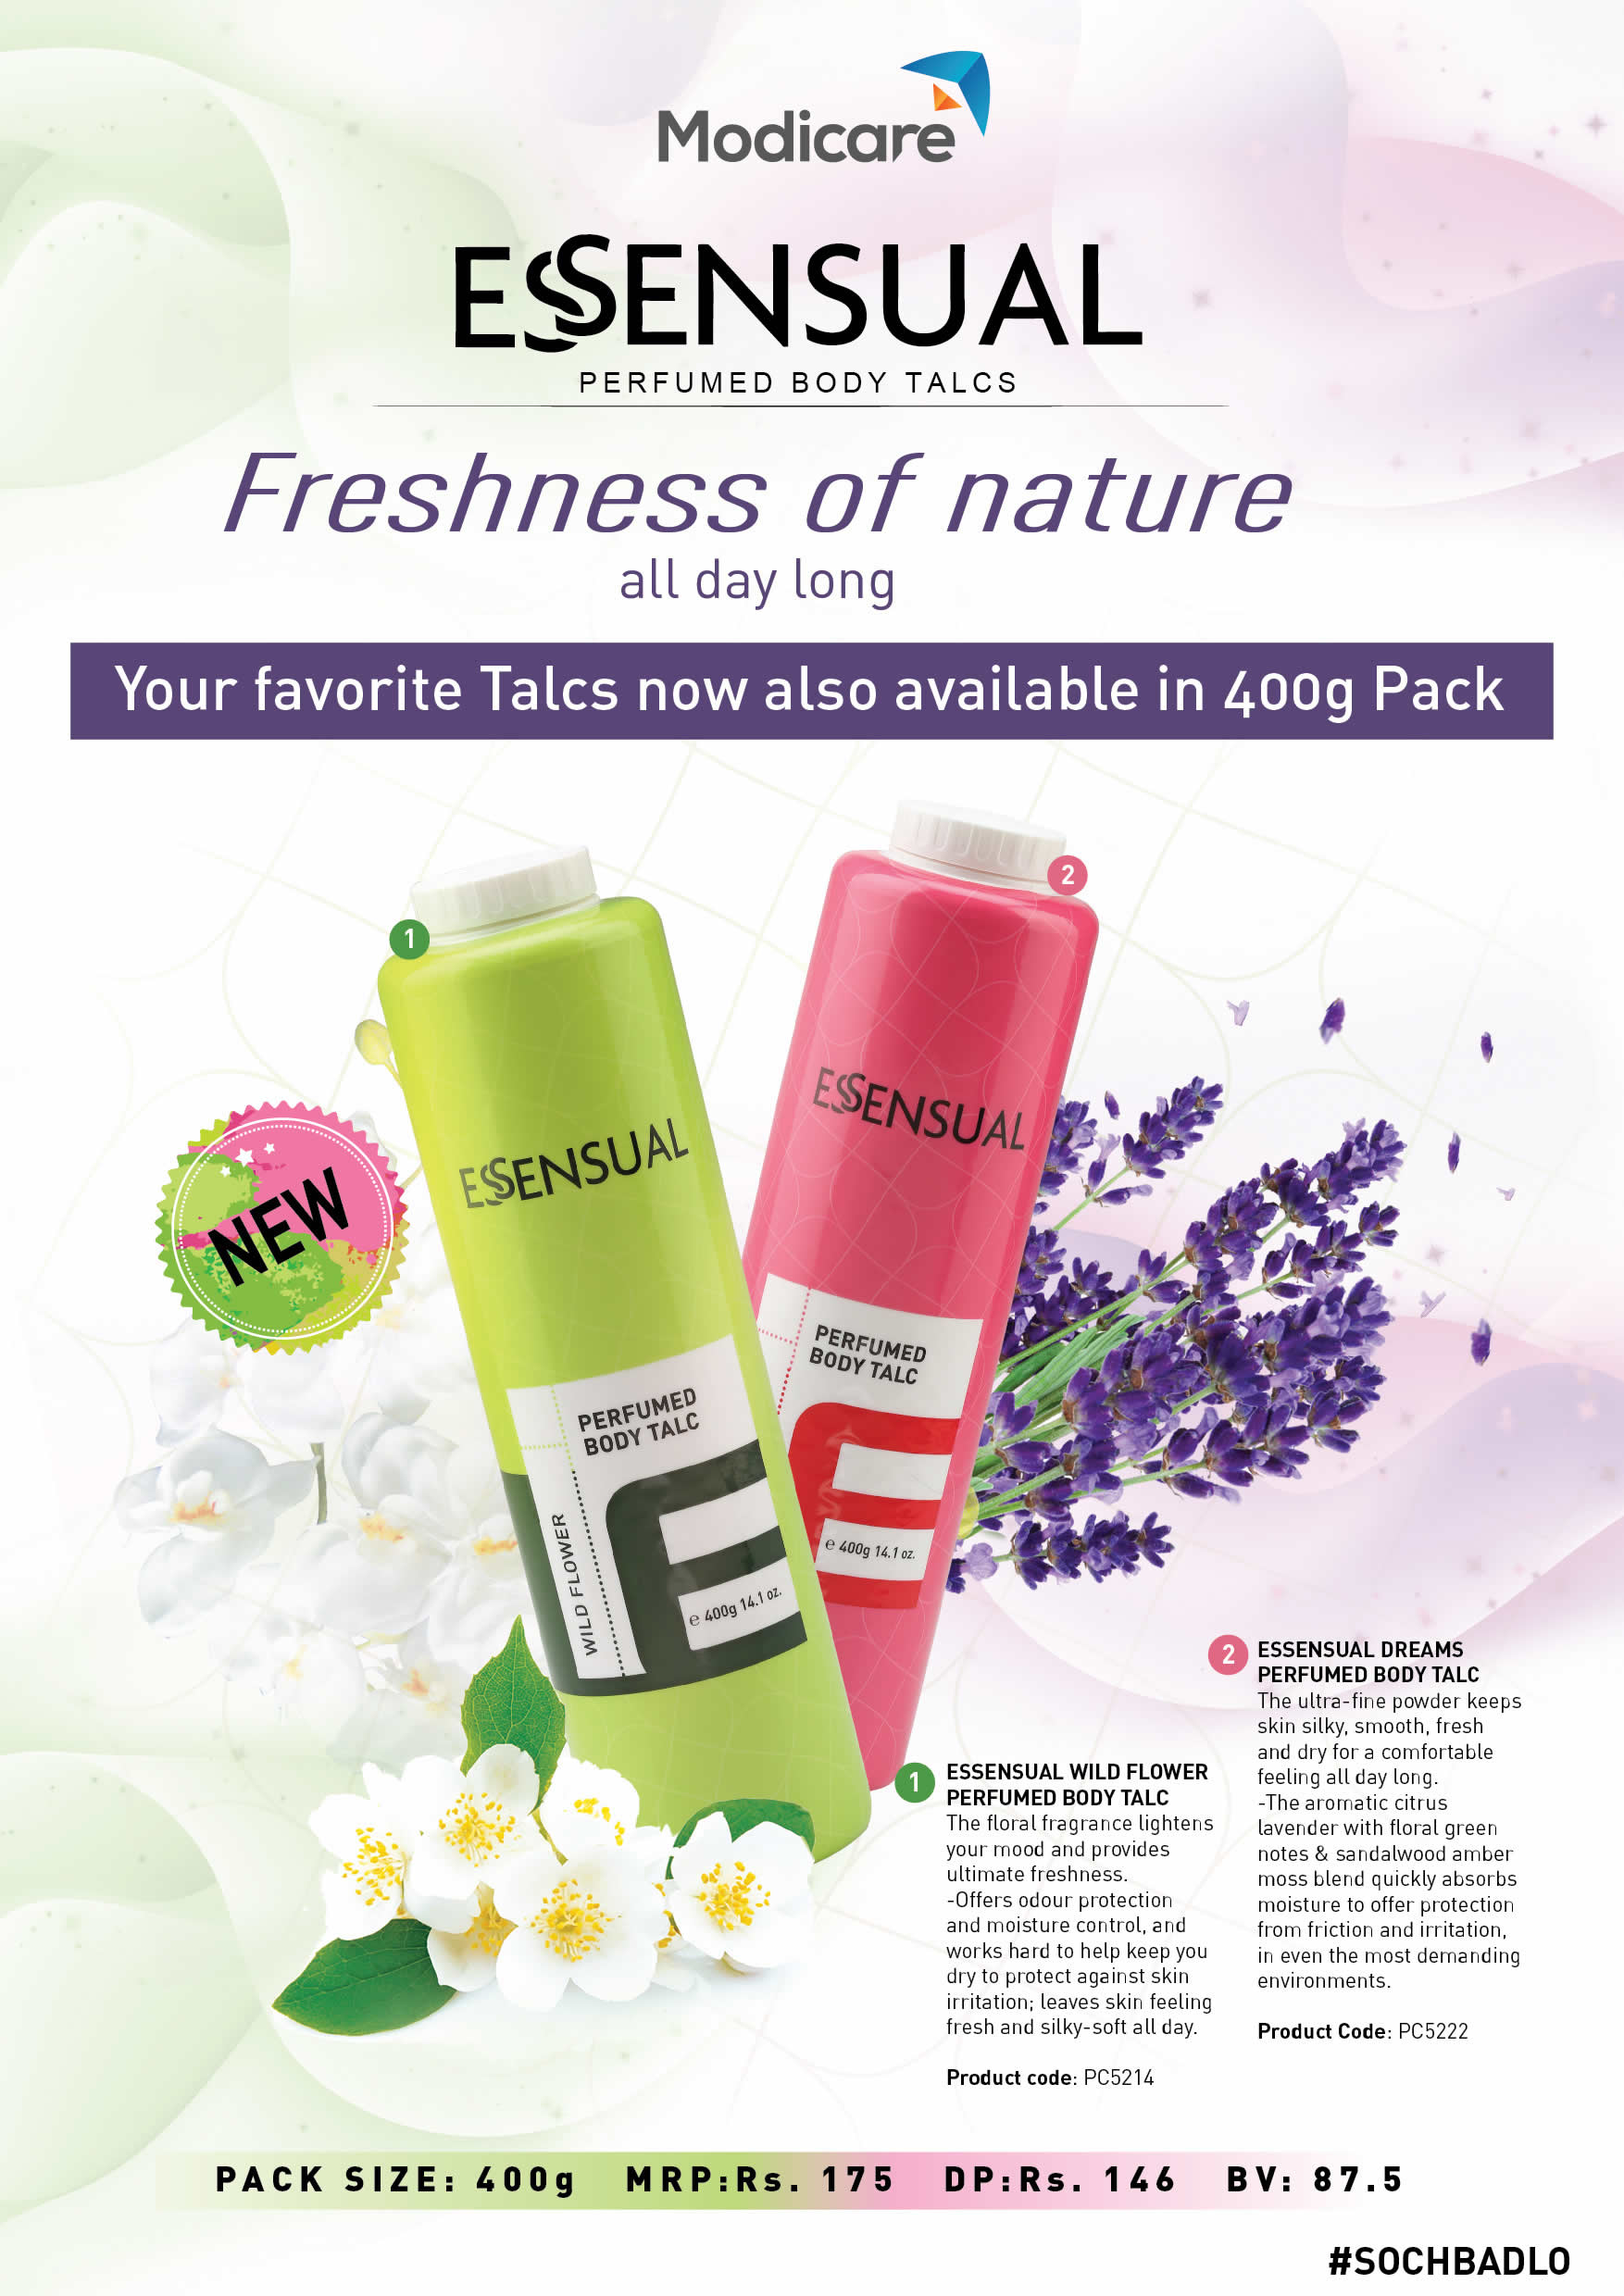 Modicare
ESSENSUAL
PERFUMED BODY TALCS
Freshness of nature
all day long
Your favorite Talcs now also available in 400g Pack
1
2
NEW
ESSENSUAL
PERFUMED
BODY TALC
WILD FLOWER
E
e 400g 14.1 oz.
ESSENSUAL
PERFUMED
BODY TALC
E
e 400g 14.1 oz.
1 ESSENSUAL WILD FLOWER
PERFUMED BODY TALC
The floral fragrance lightens
your mood and provides
ultimate freshness.
-Offers odour protection
and moisture control, and
works hard to help keep you
dry to protect against skin
irritation; leaves skin feeling
fresh and silky-soft all day.
Product code: PC5214
2 ESSENSUAL DREAMS
PERFUMED BODY TALC
The ultra-fine powder keeps
skin silky, smooth, fresh
and dry for a comfortable
feeling all day long.
-The aromatic citrus
lavender with floral green
notes & sandalwood amber
moss blend quickly absorbs
moisture to offer protection
from friction and irritation,
in even the most demanding
environments.
Product Code: PC5222
PACK SIZE: 400g MRP:Rs. 175 DP:Rs. 146 BV: 87.5
#SOCHBADLO